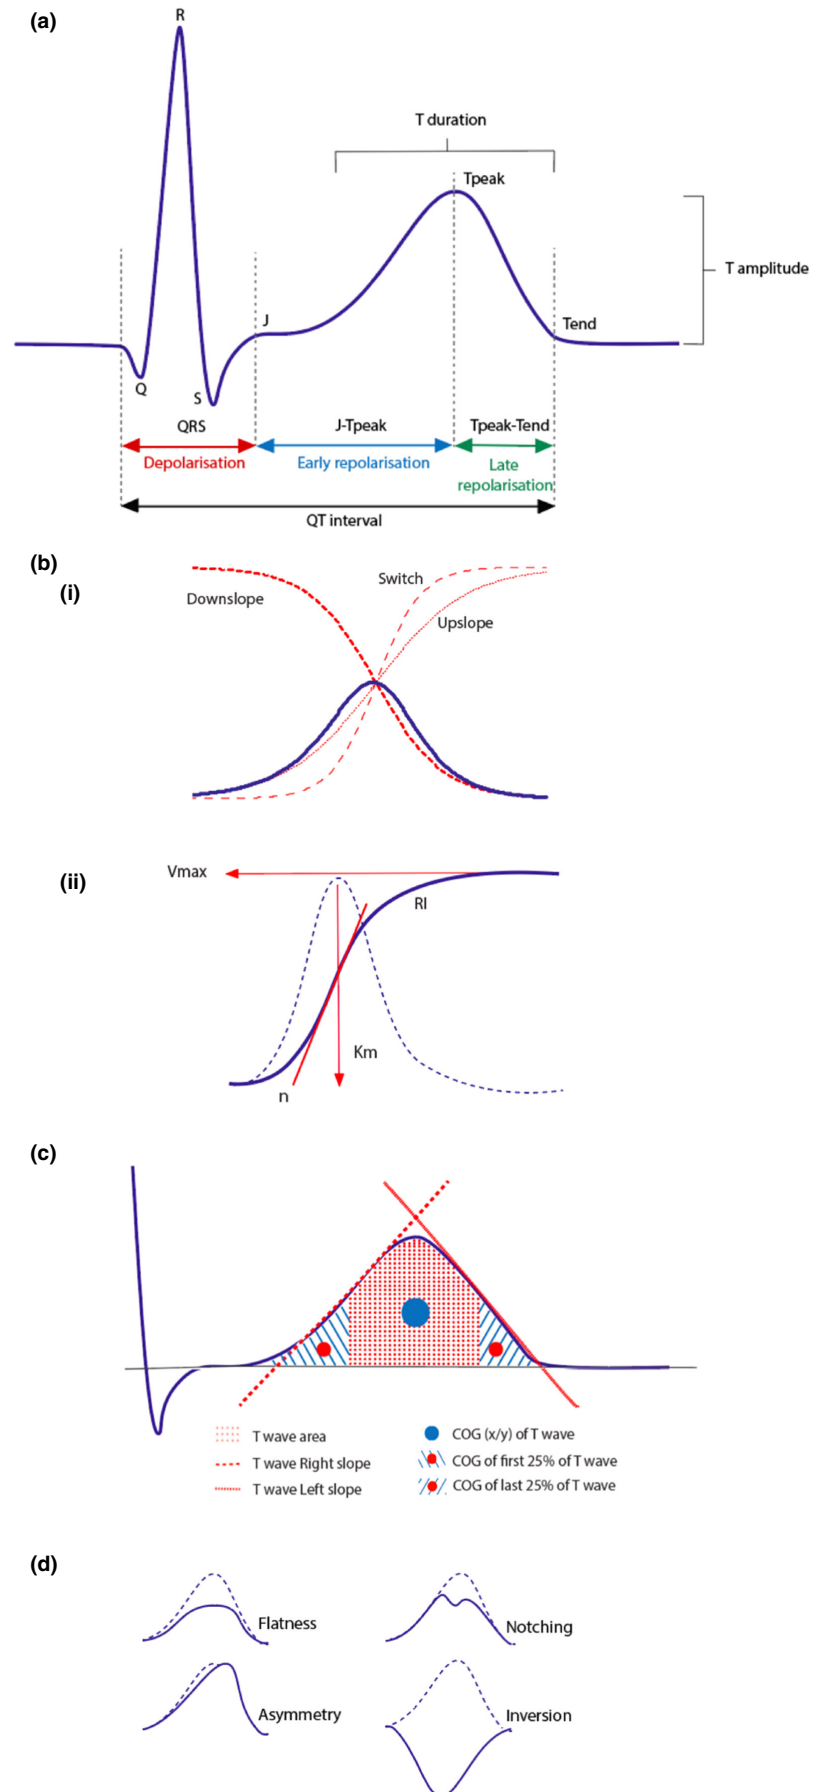 (a)
R
T duration
Tpeak
T amplitude
J
Tend
Q
S
QRS
J-Tpeak
Tpeak-Tend
Depolarisation
Early repolarisation
Late
repolarisation
QT interval
(b)
(i)
Switch
Downslope
Upslope
(ii)
Vmax
RI
Km
n
(c)
T wave area
COG (x/y) of T wave
T wave Right slope
COG of first 25% of T wave
T wave Left slope
COG of last 25% of T wave
(d)
Flatness
Notching
Asymmetry
Inversion